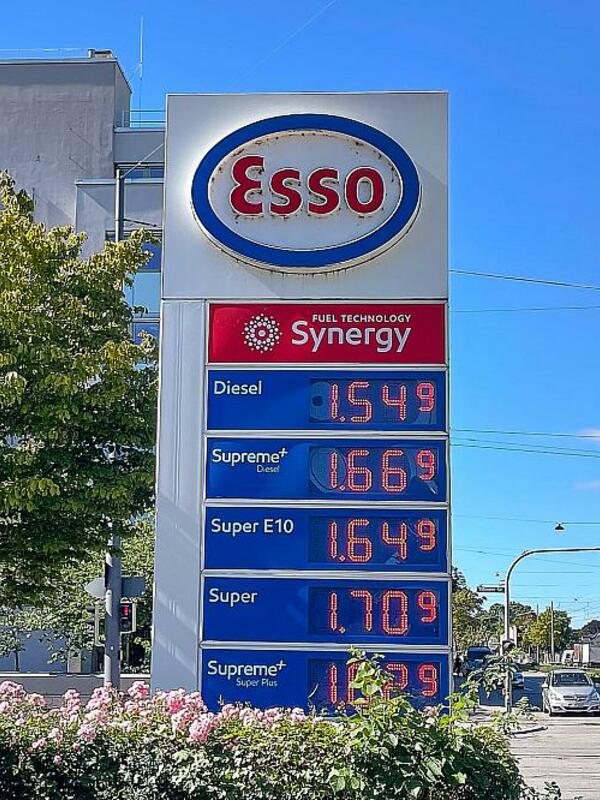 Esso
FUEL TECHNOLOGY
Synergy
Diesel 1.549
Supreme+ 1.669
Diesel
Super E10 1.649
Super 1.709
Supreme+
Super Plus